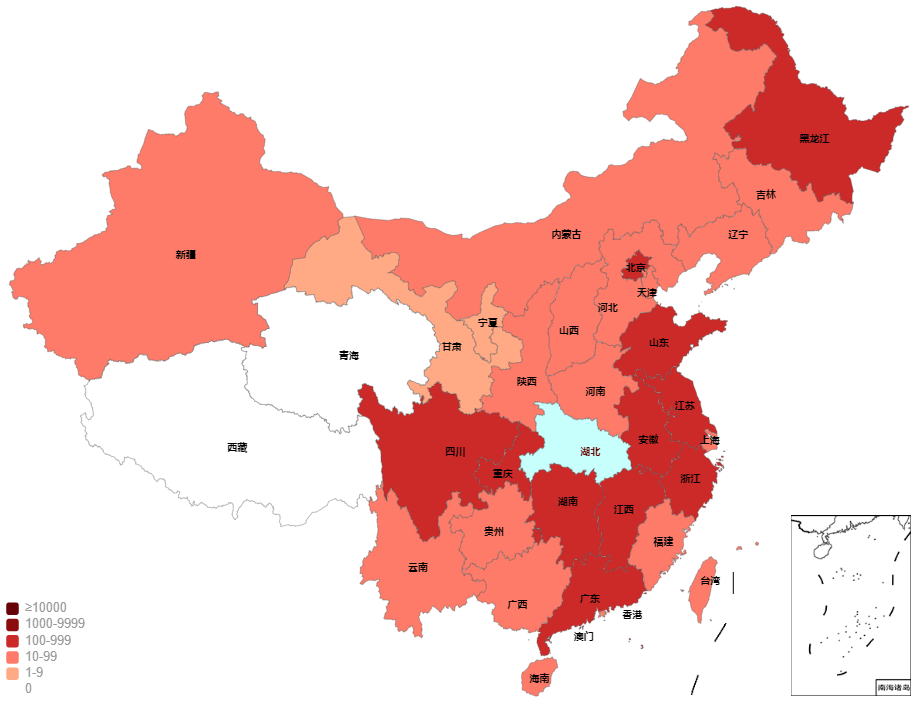 黑龙江
吉林
辽宁
内蒙古
新疆
北京
天津
河北
宁夏
山西
山东
甘肃
青海
陕西
河南
江苏
上海
安徽
西藏
四川
湖北
重庆
浙江
湖南
江西
贵州
福建
云南
台湾
广西
广东
香港
澳门
海南
南海诸岛
≥10000
1000-9999
100-999
10-99
1-9
0